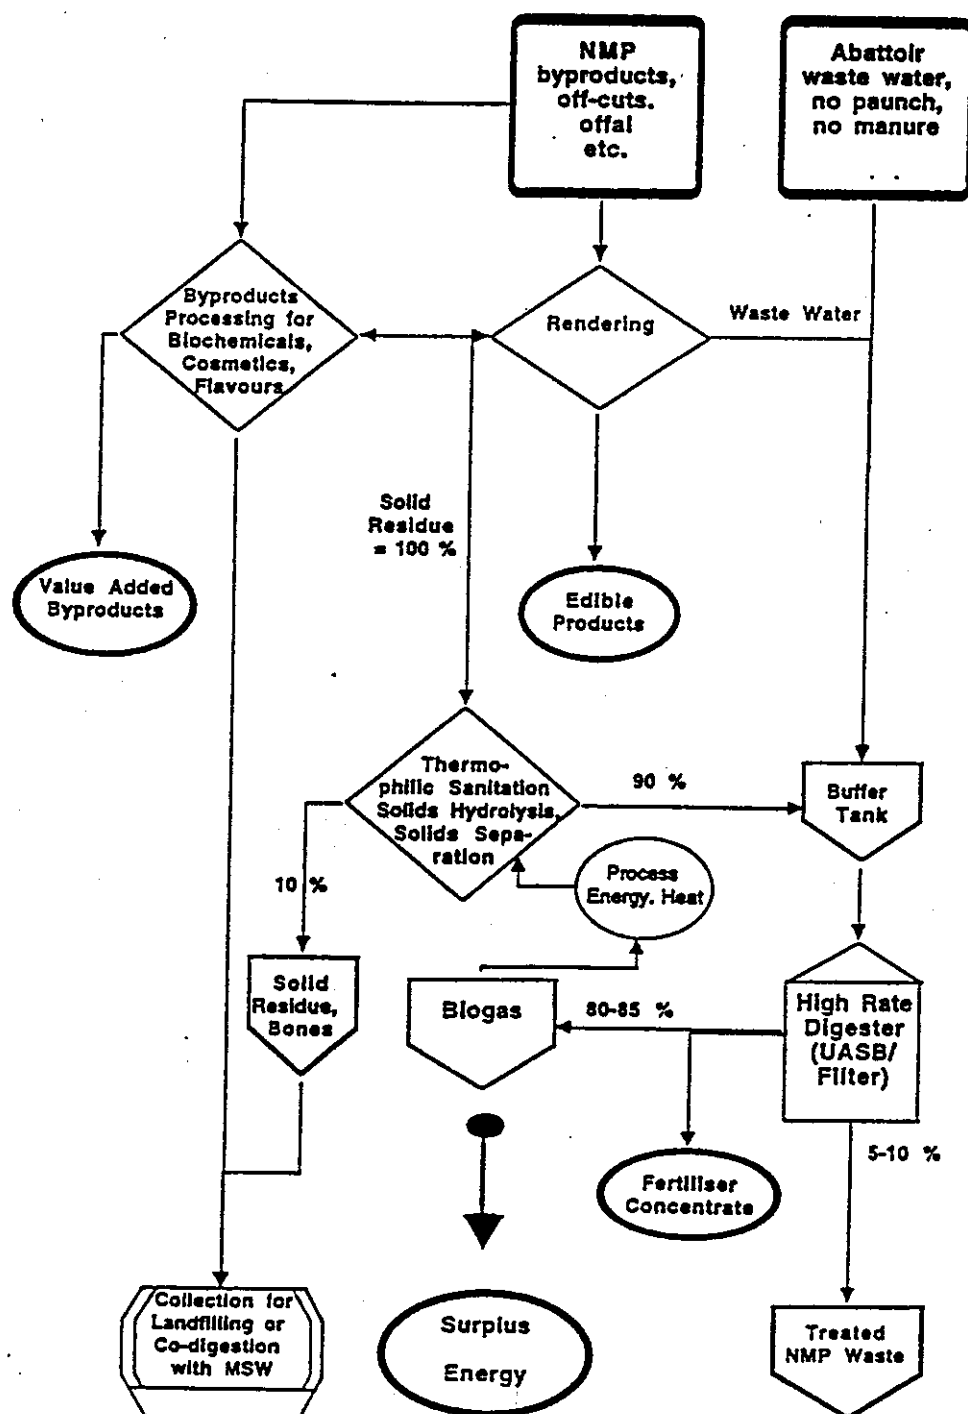 NMP
byproducts,
off-cuts.
offal
etc.
Abattoir
waste water,
no paunch,
no manure
Byproducts
Processing for
Biochemicals,
Cosmetics,
Flavours
Rendering
Waste Water
Solid
Residue
= 100 %
Value Added
Byproducts
Edible
Products
Thermo-
philic Sanitation
Solids Hydrolysis,
Solids Sepa-
ration
90 %
Buffer
Tank
10 %
Process
Energy. Heat
Solid
Residue,
Bones
Biogas
80-85 %
High Rate
Digester
(UASB/
Filter)
5-10 %
Fertiliser
Concentrate
Collection for
Landfilling or
Co-digestion
with MSW
Surplus
Energy
Treated
NMP Waste